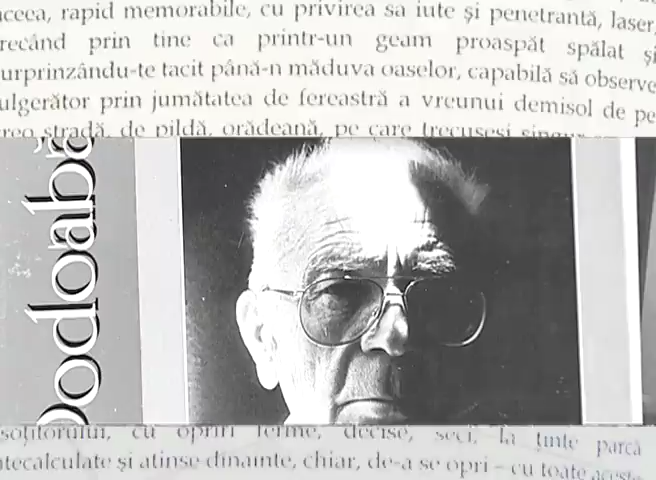 aceea, rapid memorabilă, cu privirea sa iute și penetrantă, laser,
trecând prin tine ca printr-un geam proaspăt spălat și
surprinzându-te tacit până-n măduva oaselor, capabilă să observe
fulgerător prin jumătatea de fereastră a vreunui demisol de pe
stradă, de pildă, orădeană, pe care trecuseși
Podoabă
soțitorului, cu opriri ferme, decise, seci, la ținte parcă
calculate și atinse dinainte, chiar, de-a se opri – cu toate